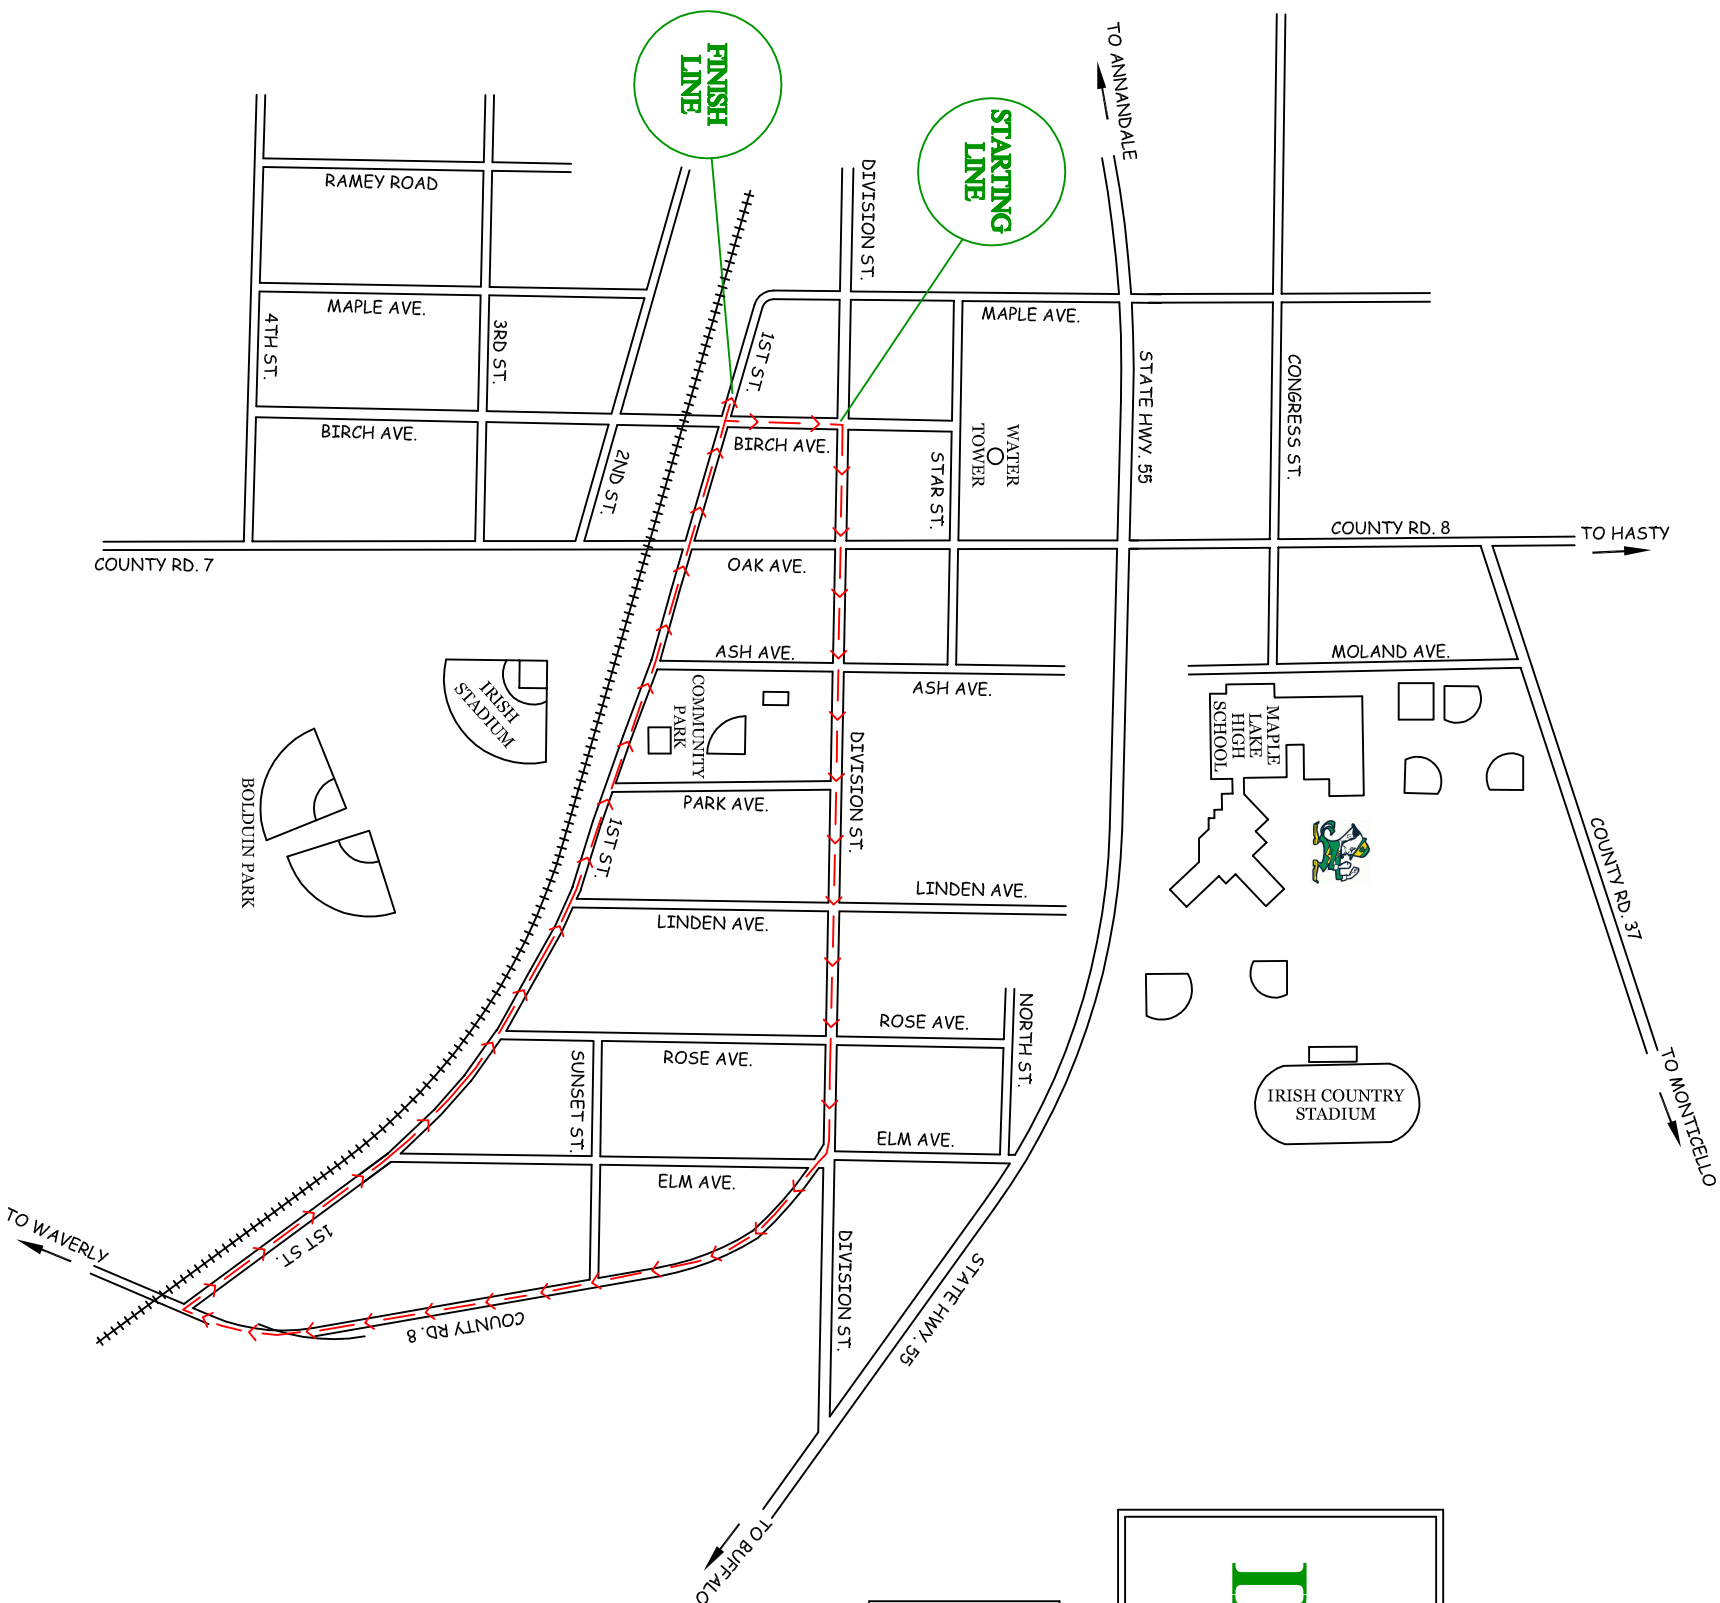 FINISH
LINE
STARTING
LINE
TO ANNANDALE
DIVISION ST.
RAMEY ROAD
MAPLE AVE.
MAPLE AVE.
4TH ST.
3RD ST.
1ST ST.
STATE HWY. 55
CONGRESS ST.
BIRCH AVE.
BIRCH AVE.
2ND ST.
STAR ST.
WATER
TOWER
COUNTY RD. 7
OAK AVE.
COUNTY RD. 8
TO HASTY
ASH AVE.
ASH AVE.
MOLAND AVE.
IRISH
STADIUM
COMMUNITY
PARK
MAPLE
LAKE
HIGH
SCHOOL
BOLDUIN PARK
PARK AVE.
DIVISION ST.
1ST ST.
COUNTY RD. 37
LINDEN AVE.
LINDEN AVE.
ROSE AVE.
ROSE AVE.
NORTH ST.
SUNSET ST.
IRISH COUNTRY
STADIUM
TO MONTICELLO
ELM AVE.
ELM AVE.
TO WAVERLY
1ST ST.
DIVISION ST.
STATE HWY. 55
COUNTY RD. 8
TO BUFFALO